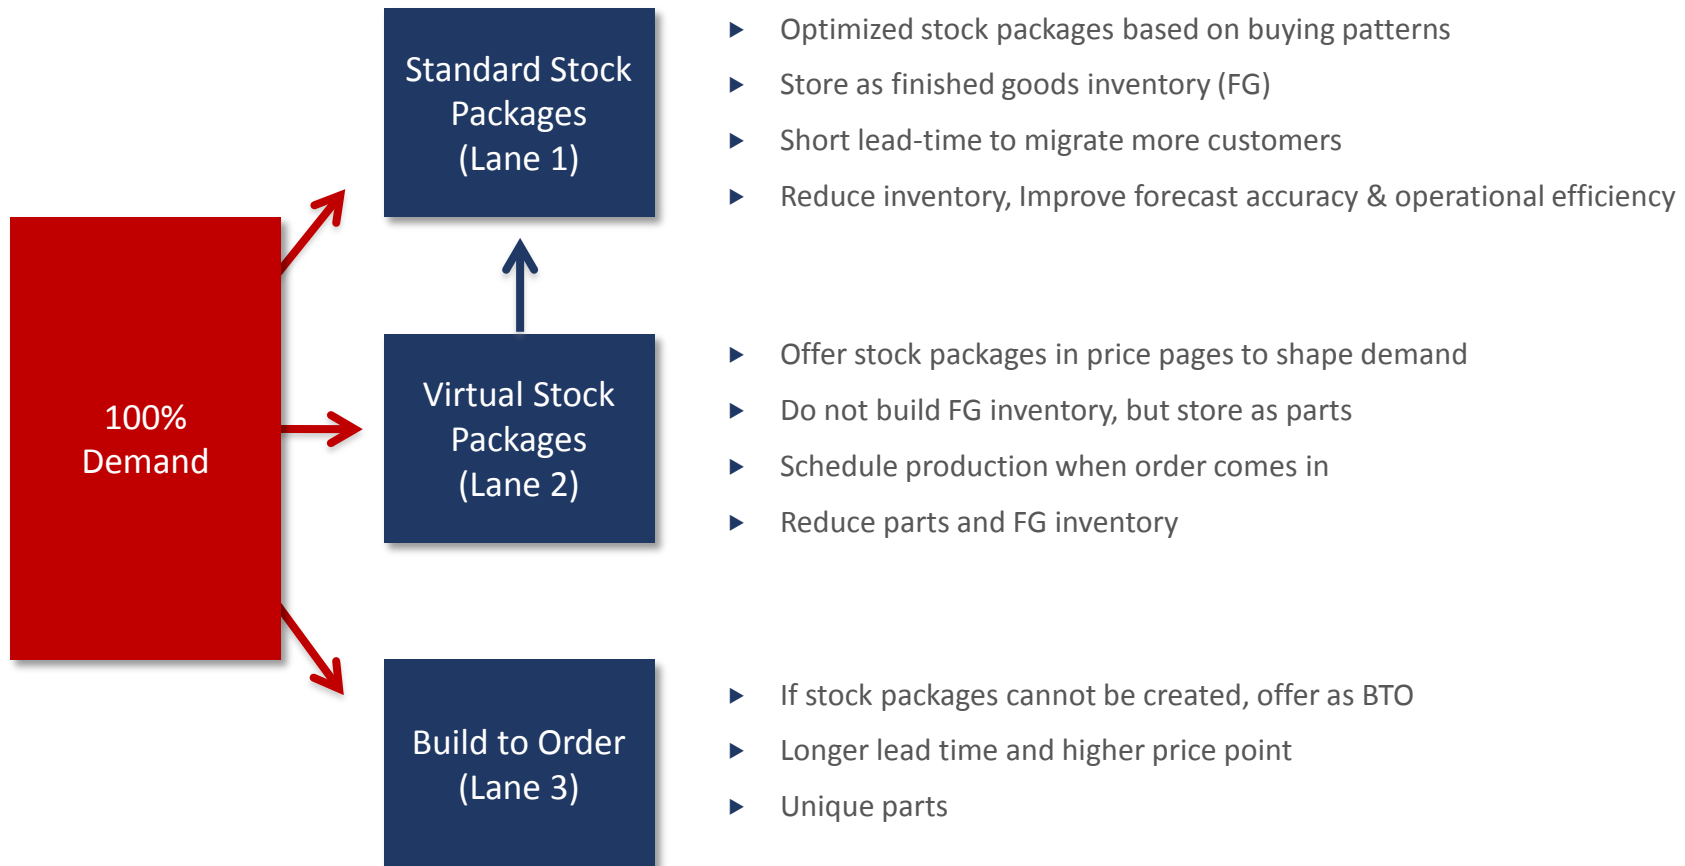 100%
Demand
Standard Stock
Packages
(Lane 1)
Optimized stock packages based on buying patterns
Store as finished goods inventory (FG)
Short lead-time to migrate more customers
Reduce inventory, Improve forecast accuracy & operational efficiency
Virtual Stock
Packages
(Lane 2)
Offer stock packages in price pages to shape demand
Do not build FG inventory, but store as parts
Schedule production when order comes in
Reduce parts and FG inventory
Build to Order
(Lane 3)
If stock packages cannot be created, offer as BTO
Longer lead time and higher price point
Unique parts